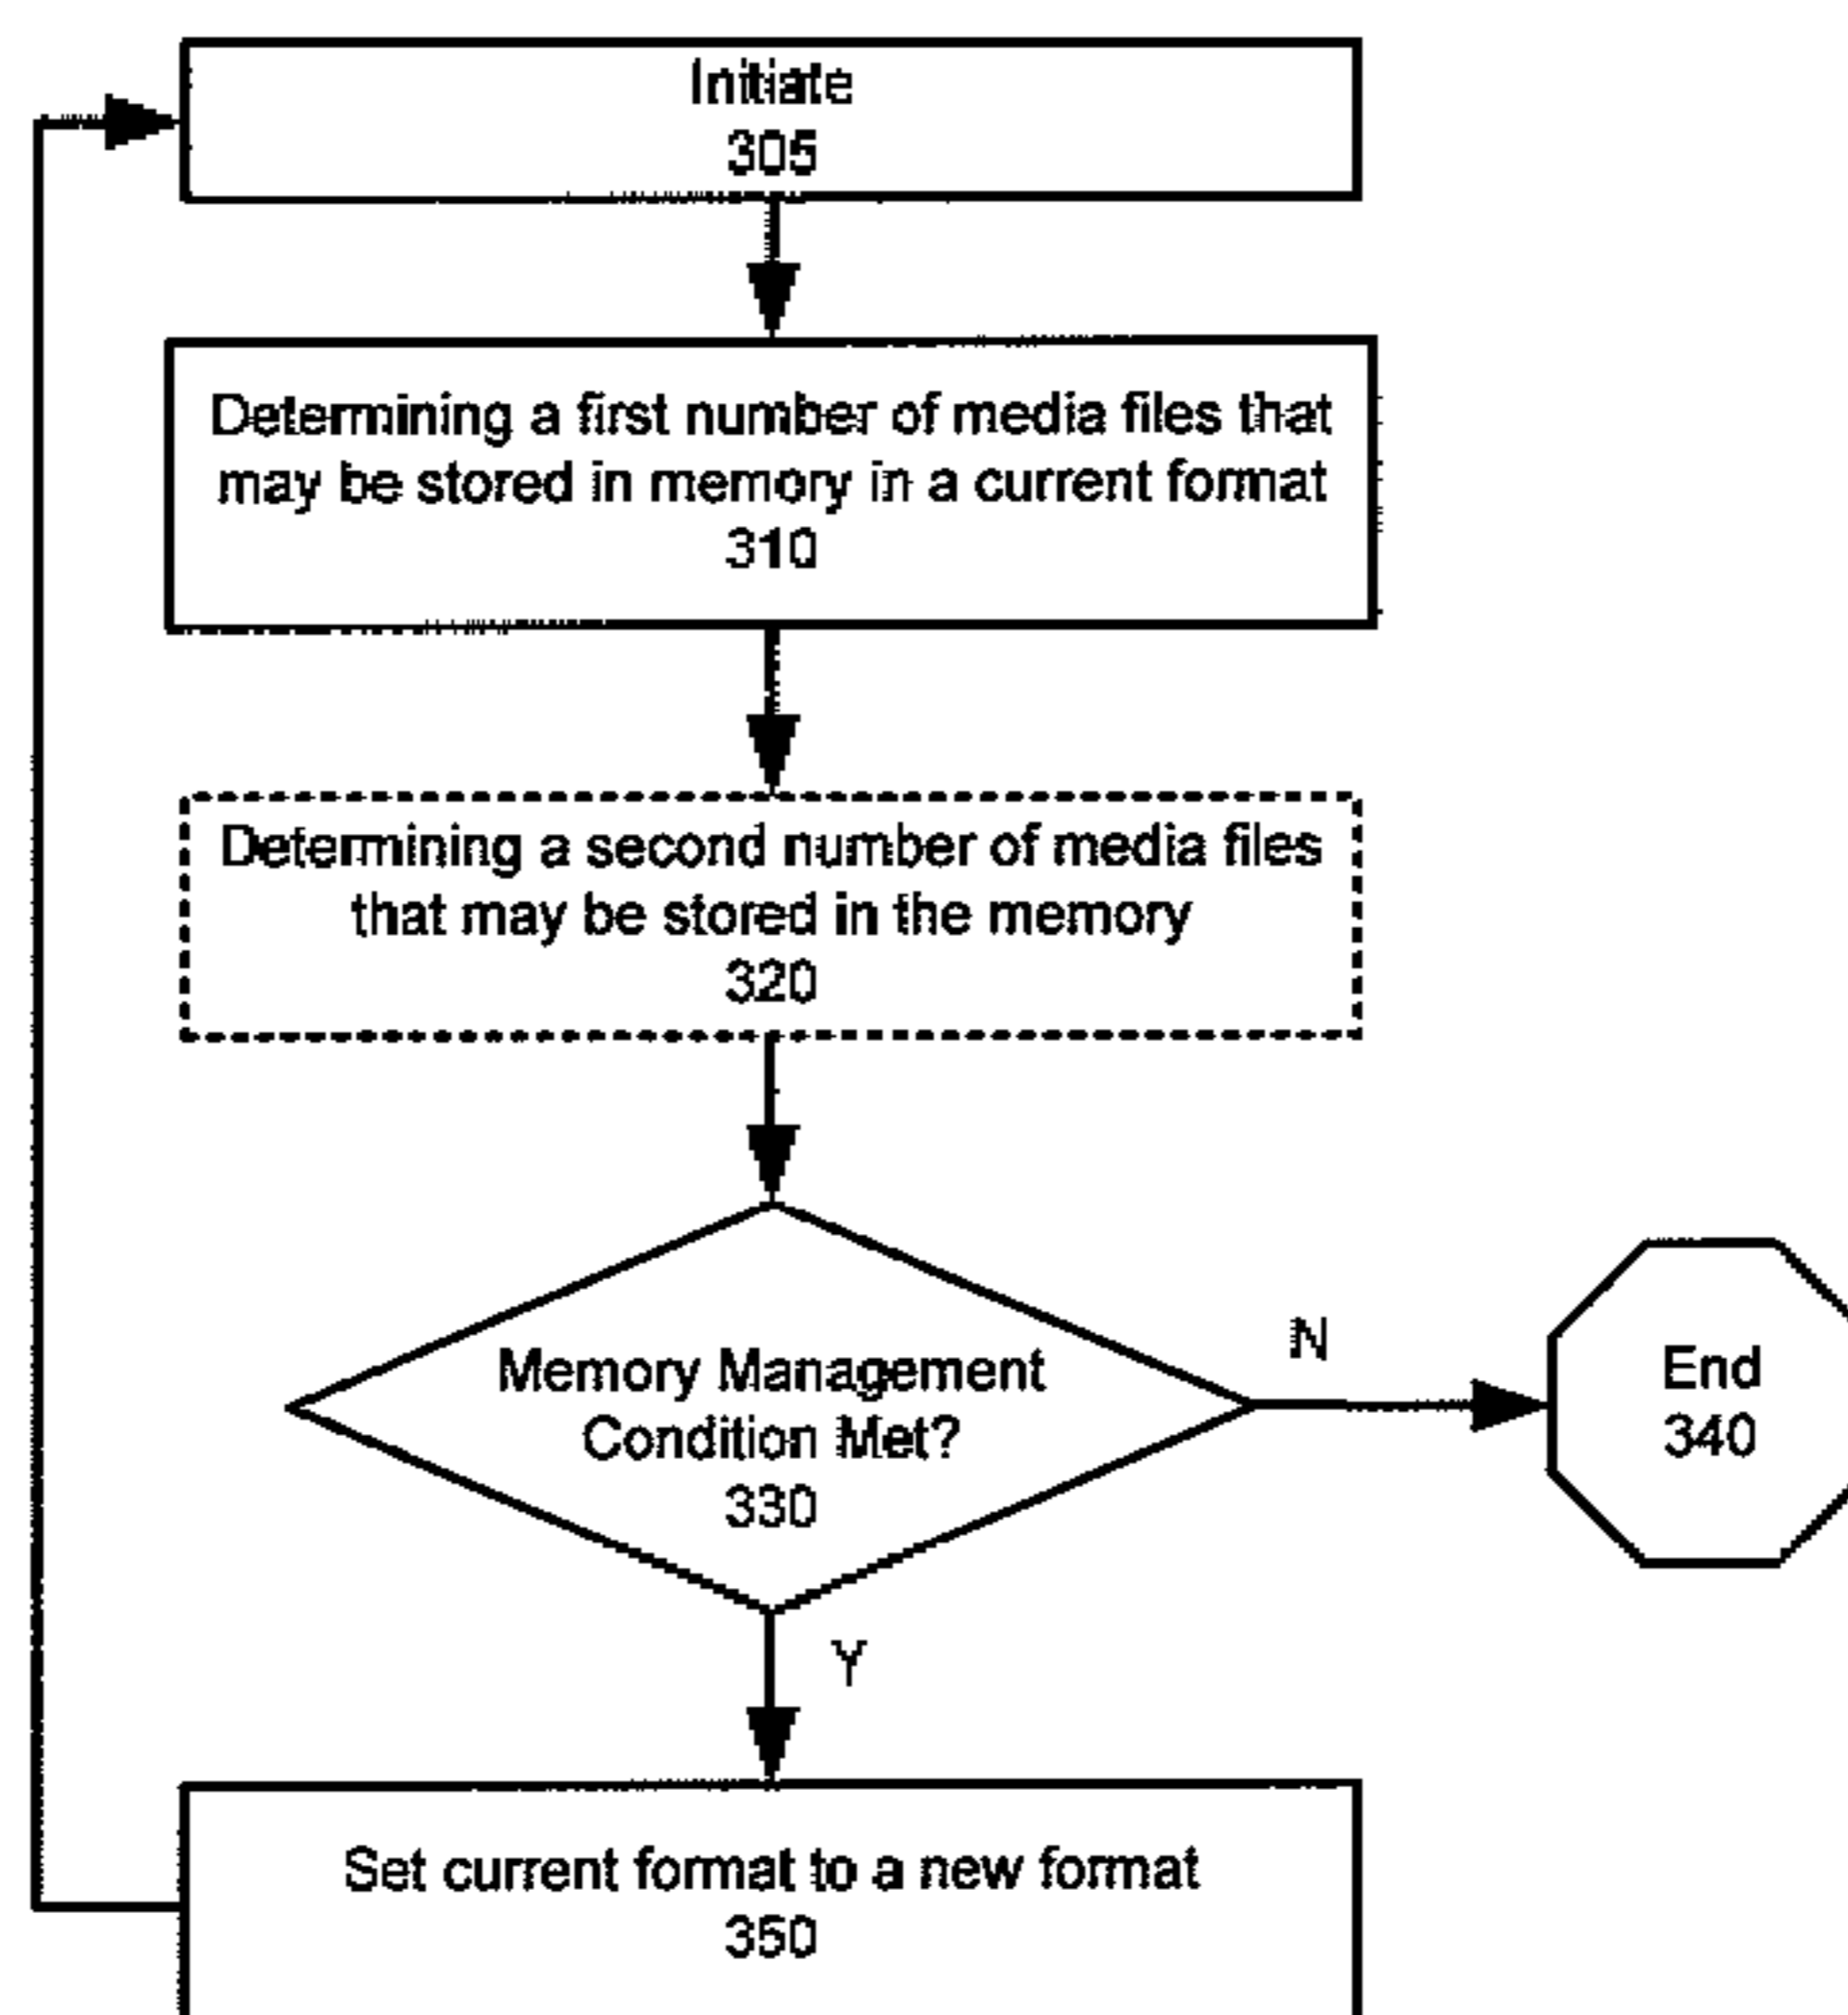 Initiate
305
Determining a first number of media files that
may be stored in memory in a current format
310
Determining a second number of media files
that may be stored in the memory
320
Memory Management
Condition Met?
330
N
End
340
Y
Set current format to a new format
350